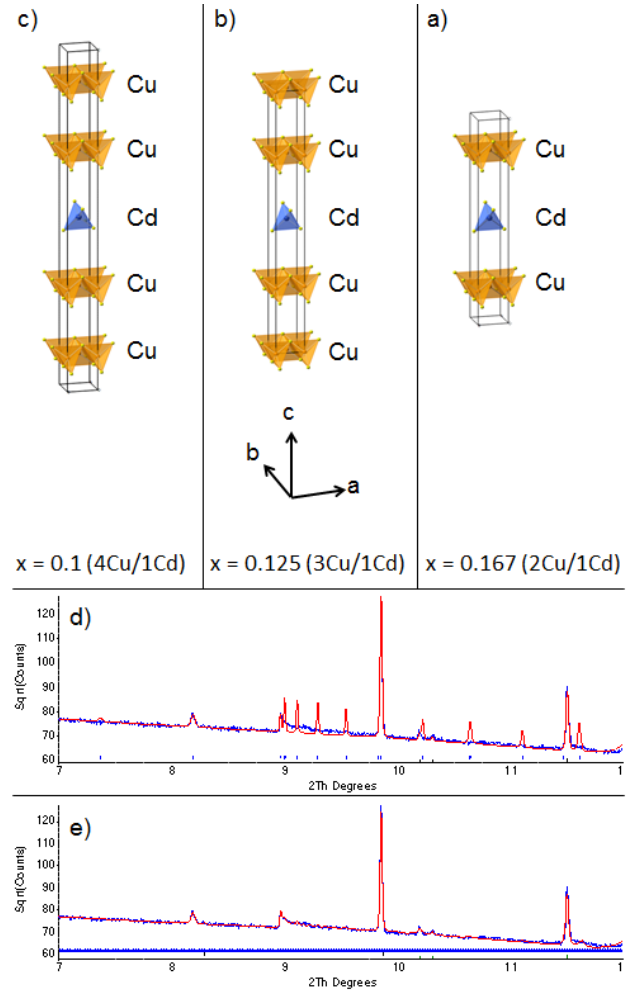 c)
Cu
Cu
Cd
Cu
Cu
x = 0.1 (4Cu/1Cd)
b)
Cu
Cu
Cd
Cu
Cu
c
b
a
x = 0.125 (3Cu/1Cd)
a)
Cu
Cd
Cu
x = 0.167 (2Cu/1Cd)
d)
Sqrt(Counts)
120
110
100
90
80
70
60
7 8 9 10 11 1
2Th Degrees
e)
Sqrt(Counts)
120
110
100
90
80
70
60
7 8 9 10 11 1
2Th Degrees